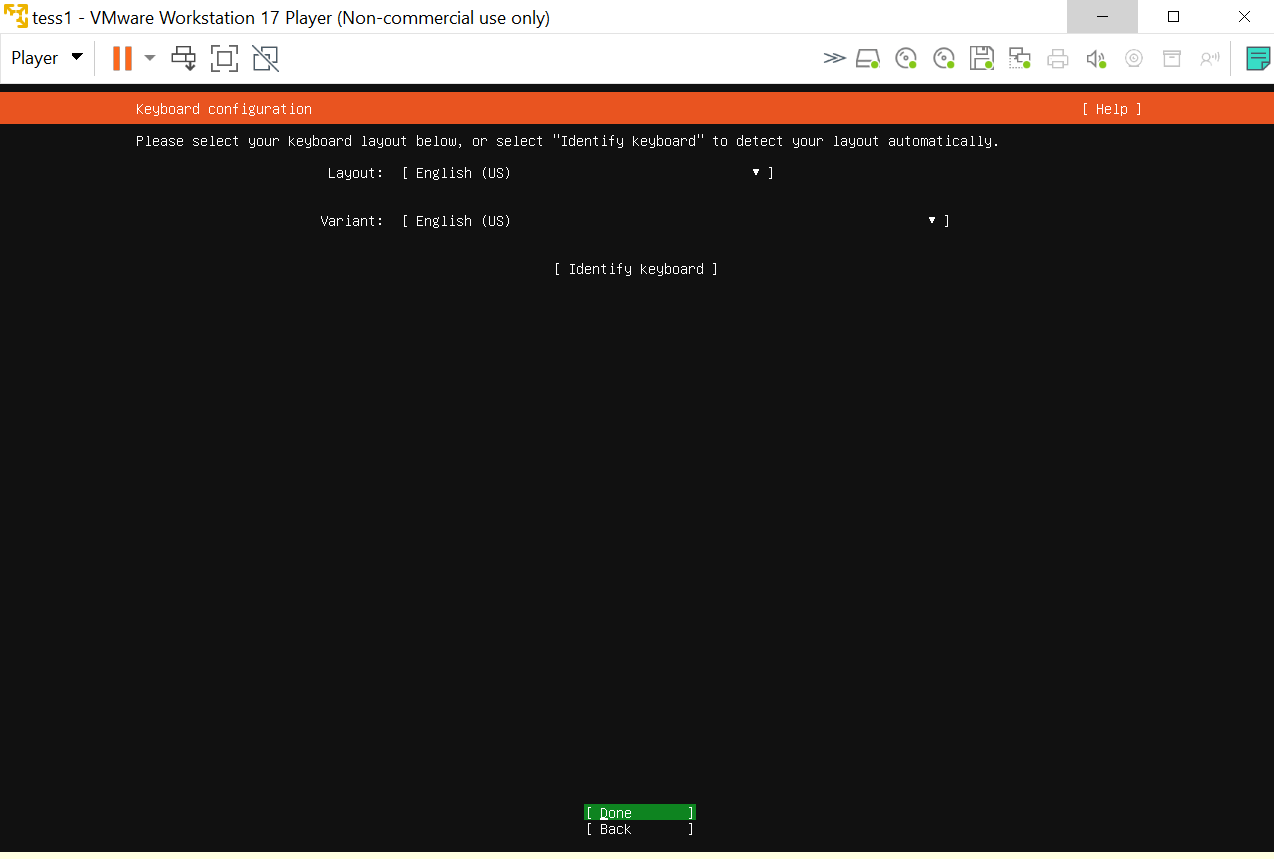 tess1 - VMware Workstation 17 Player (Non-commercial use only)
Player
Keyboard configuration [ Help ]
Please select your keyboard layout below, or select "Identify keyboard" to detect your layout automatically.
Layout: [ English (US) ▾ ]
Variant: [ English (US) ▾ ]
[ Identify keyboard ]
[ Done ]
[ Back ]